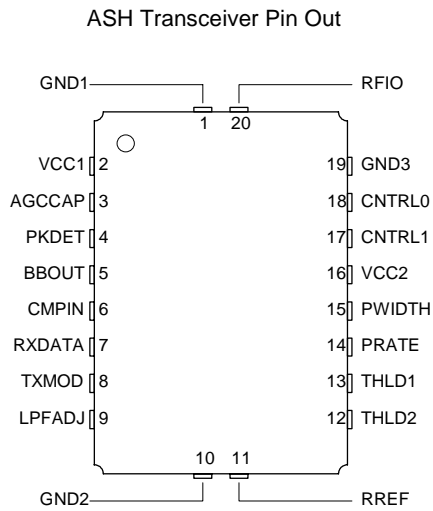 ASH Transceiver Pin Out
GND1 RFIO
1 20
VCC1 2 19 GND3
AGCCAP 3 18 CNTRL0
PKDET 4 17 CNTRL1
BBOUT 5 16 VCC2
CMPIN 6 15 PWIDTH
RXDATA 7 14 PRATE
TXMOD 8 13 THLD1
LPFADJ 9 12 THLD2
10 11
GND2 RREF